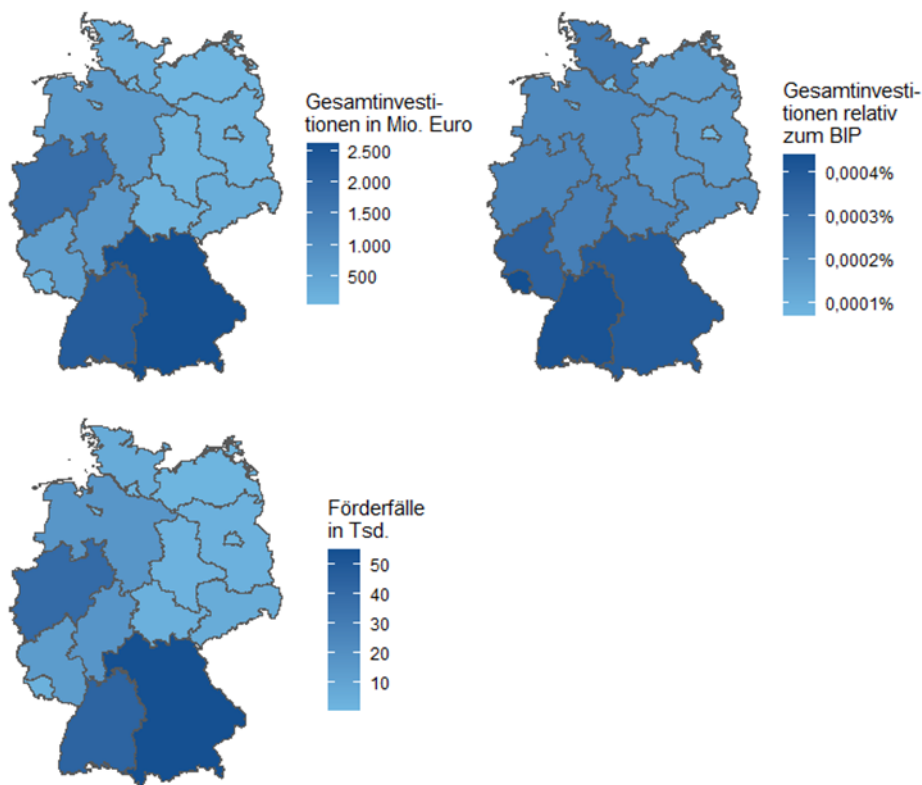 Gesamtinvesti-
tionen in Mio. Euro
2.500
2.000
1.500
1.000
500
Gesamtinvesti-
tionen relativ
zum BIP
0,0004%
0,0003%
0,0002%
0,0001%
Förderfälle
in Tsd.
50
40
30
20
10